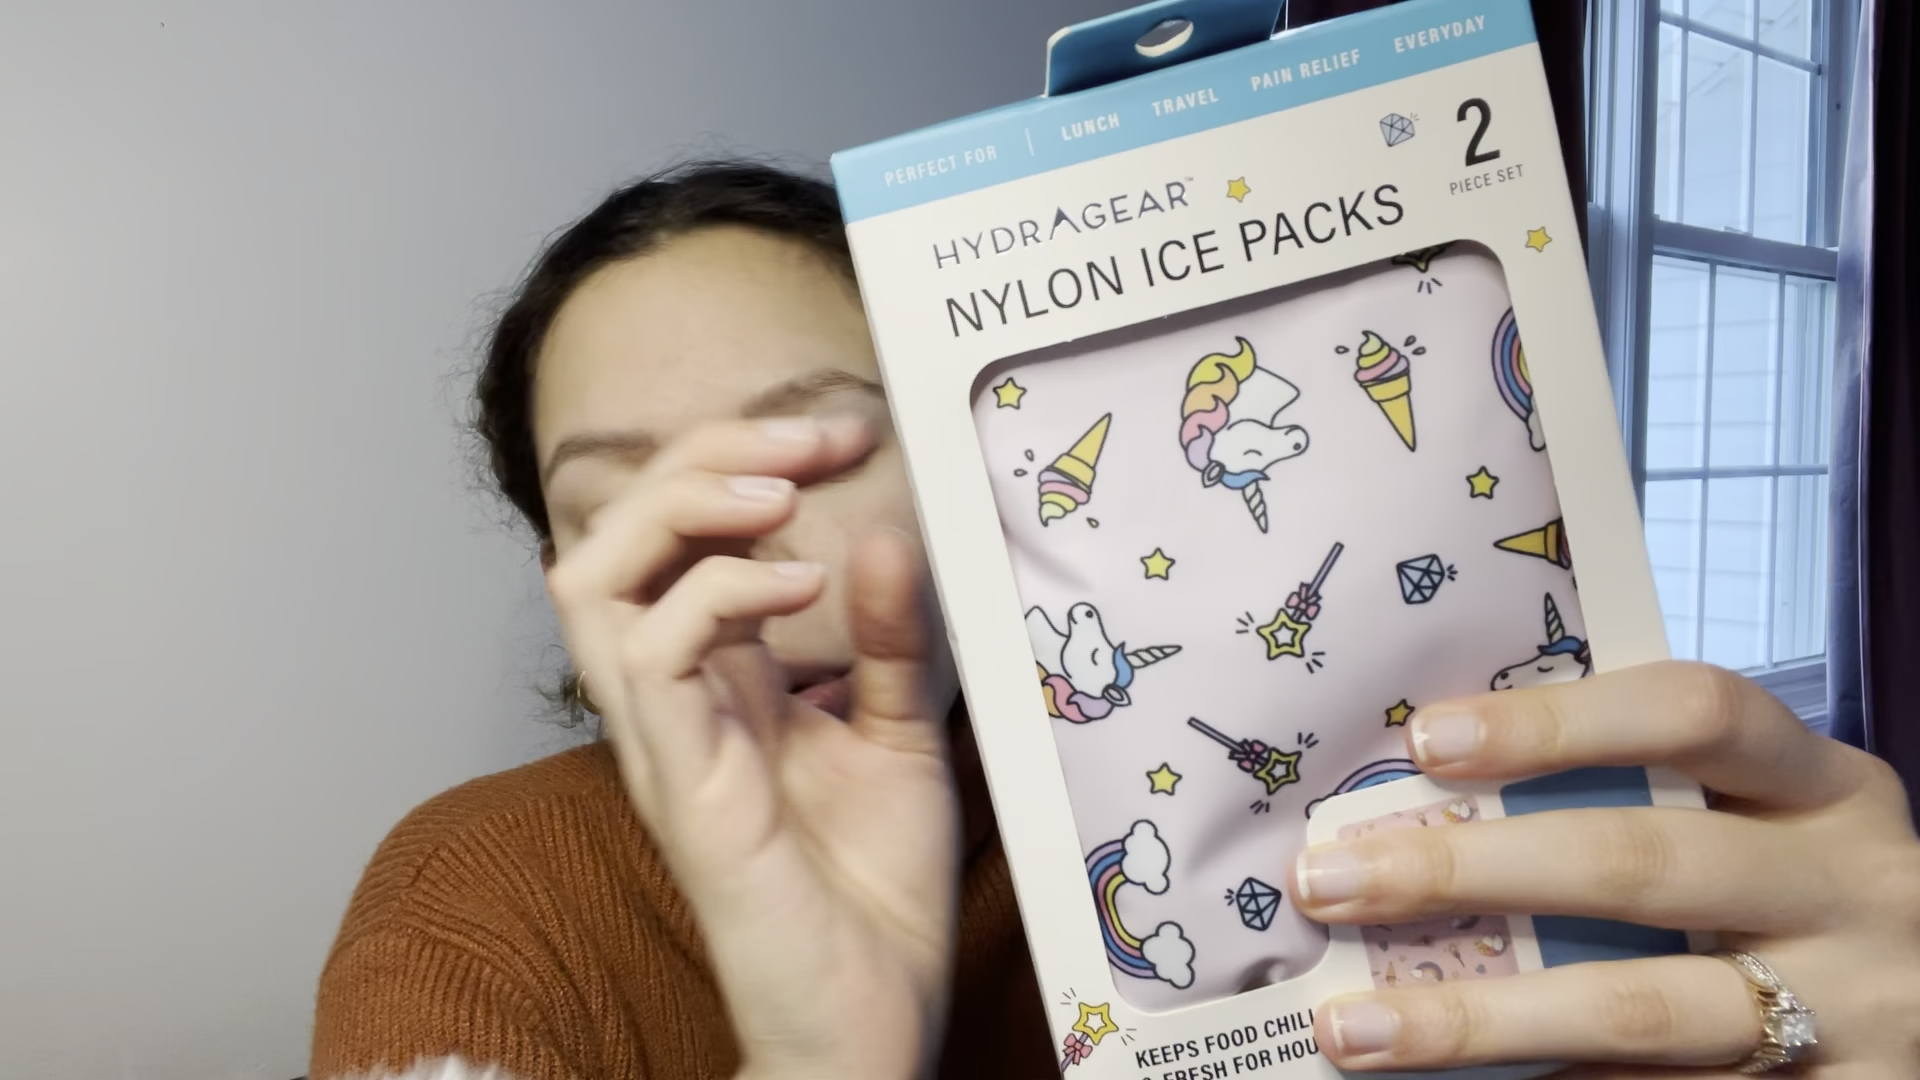 PERFECT FOR | LUNCH TRAVEL PAIN RELIEF EVERYDAY
HYDRAGEAR™
2
PIECE SET
NYLON ICE PACKS
KEEPS FOOD CHILL
& FRESH FOR HOU